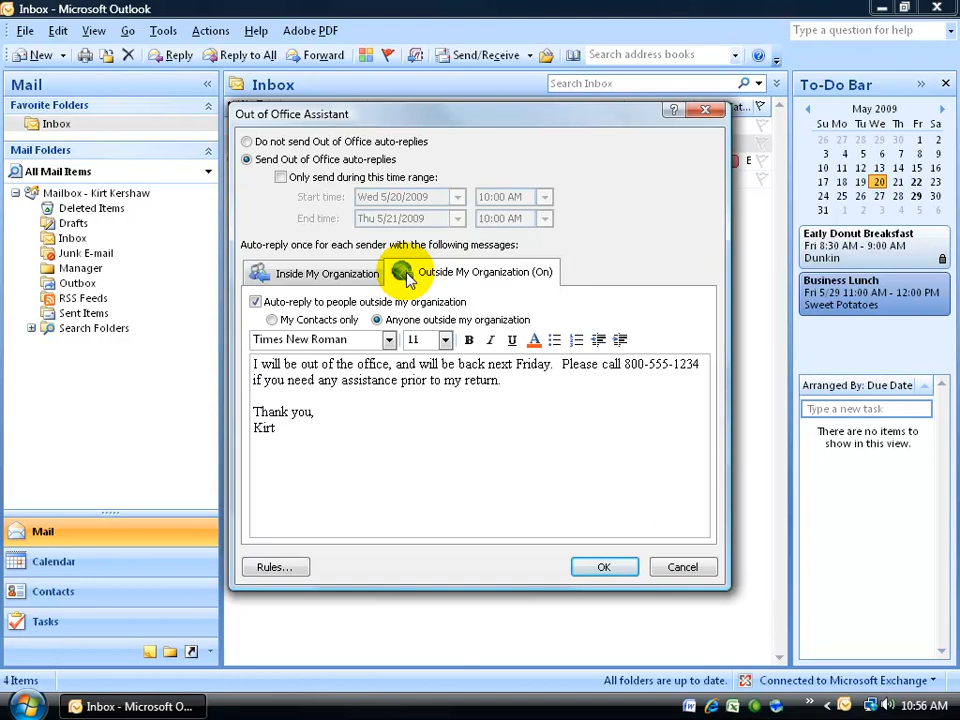 Inbox - Microsoft Outlook
File Edit View Go Tools Actions Help Adobe PDF
Type a question for help
New Reply Reply to All Forward Send/Receive Search address books
Mail
Favorite Folders
Inbox
Mail Folders
All Mail Items
Mailbox - Kirt Kershaw
Deleted Items
Drafts
Inbox
Junk E-mail
Manager
Outbox
RSS Feeds
Sent Items
Search Folders
Mail
Calendar
Contacts
Tasks
Inbox
Search Inbox
Out of Office Assistant
Do not send Out of Office auto-replies
Send Out of Office auto-replies
Only send during this time range:
Start time: Wed 5/20/2009 10:00 AM
End time: Thu 5/21/2009 10:00 AM
Auto-reply once for each sender with the following messages:
Inside My Organization Outside My Organization (On)
Auto-reply to people outside my organization
My Contacts only Anyone outside my organization
Times New Roman 11 B I U A
I will be out of the office, and will be back next Friday. Please call 800-555-1234
if you need any assistance prior to my return.
Thank you,
Kirt
Rules... OK Cancel
To-Do Bar
May 2009
Su Mo Tu We Th Fr Sa
26 27 28 29 30 1 2
3 4 5 6 7 8 9
10 11 12 13 14 15 16
17 18 19 20 21 22 23
24 25 26 27 28 29 30
31 1 2 3 4 5 6
Early Donut Breakfast
Fri 8:30 AM - 9:00 AM
Dunkin
Business Lunch
Fri 5/29 11:00 AM - 12:00 PM
Sweet Potatoes
Arranged By: Due Date
Type a new task
There are no items to
show in this view.
4 Items All folders are up to date. Connected to Microsoft Exchange
Inbox - Microsoft O... 10:56 AM